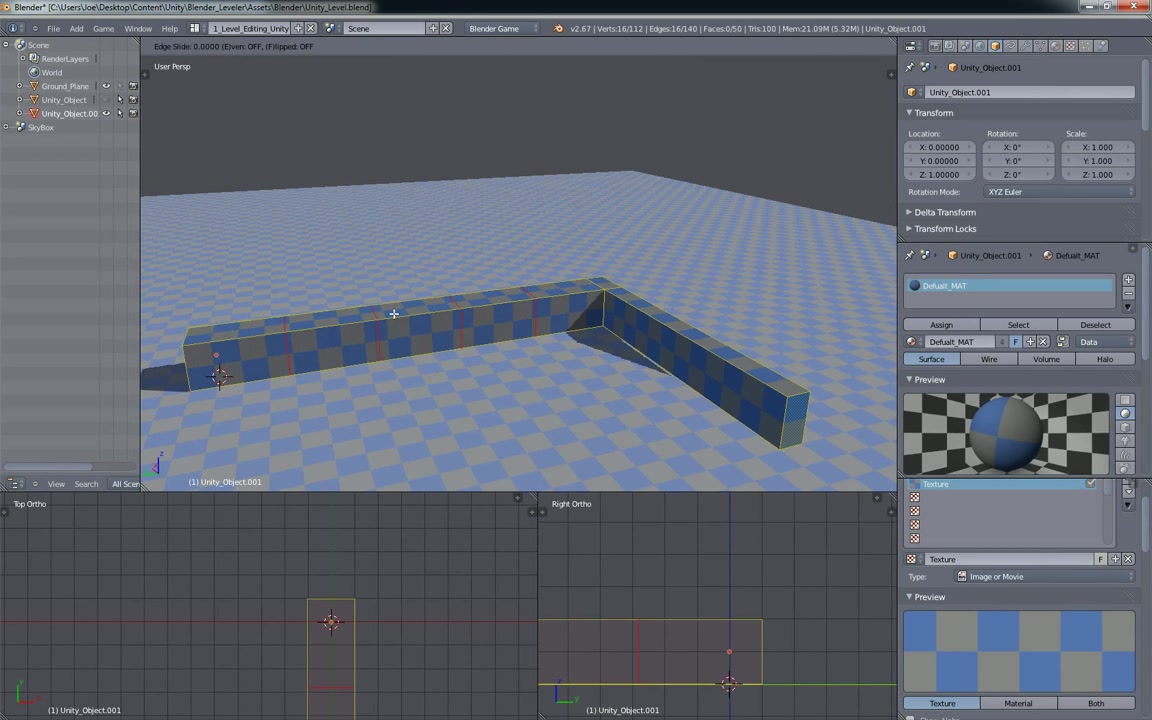 Blender* [C:\Users\Joe\Desktop\Content\Unity\Blender_Leveler\Assets\Blender\Unity_Level.blend]
File Add Game Window Help 1_Level_Editing_Unity Scene Blender Game v2.67 | Verts:16/112 | Edges:16/140 | Faces:0/50 | Tris:100 | Mem:21.09M (5.32M) | Unity_Object.001
Scene
RenderLayers
World
Ground_Plane
Unity_Object
Unity_Object.00
SkyBox
View Search All Scen
Edge Slide: 0.0000 (E)ven: OFF, (F)lipped: OFF
User Persp
(1) Unity_Object.001
Top Ortho
(1) Unity_Object.001
Right Ortho
(1) Unity_Object.001
Unity_Object.001
Unity_Object.001
Transform
Location: Rotation: Scale:
X: 0.00000 X: 0° X: 1.000
Y: 0.00000 Y: 0° Y: 1.000
Z: 1.00000 Z: 0° Z: 1.000
Rotation Mode: XYZ Euler
Delta Transform
Transform Locks
Unity_Object.001 Defualt_MAT
Defualt_MAT
Assign Select Deselect
Defualt_MAT 4 F Data
Surface Wire Volume Halo
Preview
Texture
Texture F
Type: Image or Movie
Preview
Texture Material Both